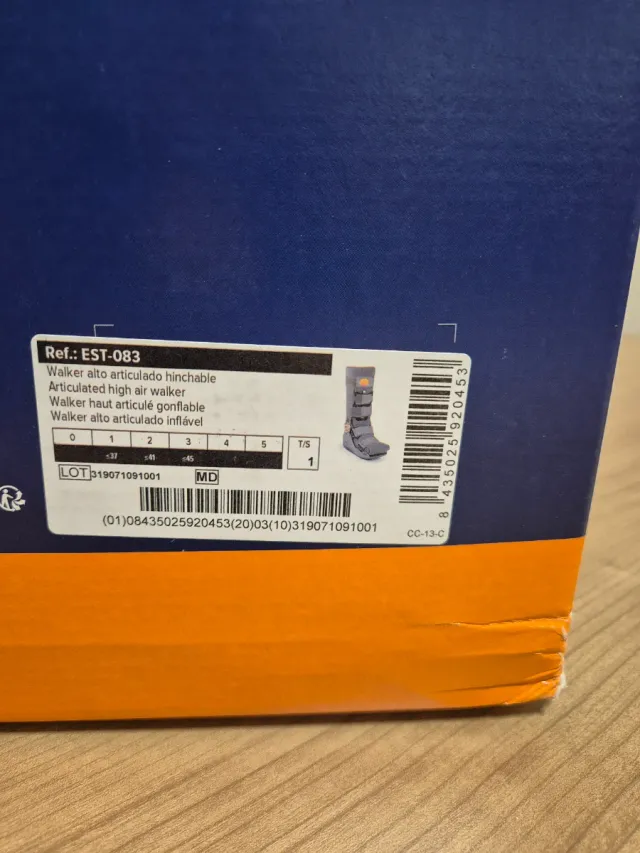 Ref.: EST-083
Walker alto articulado hinchable
Articulated high air walker
Walker haut articulé gonflable
Walker alto articulado inflável
0 1 2 3 4 5 T/S
≤37 ≤41 ≤45 1
LOT 319071091001 MD
(01)08435025920453(20)03(10)319071091001
8 435025 920453
CC-13-C